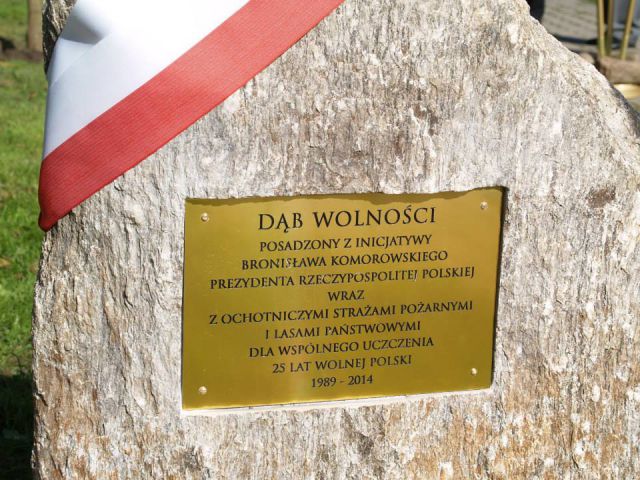 DĄB WOLNOŚCI
POSADZONY Z INICJATYWY
BRONISŁAWA KOMOROWSKIEGO
PREZYDENTA RZECZYPOSPOLITEJ POLSKIEJ
WRAZ
Z OCHOTNICZYMI STRAŻAMI POŻARNYMI
I LASAMI PAŃSTWOWYMI
DLA WSPÓLNEGO UCZCZENIA
25 LAT WOLNEJ POLSKI
1989 - 2014